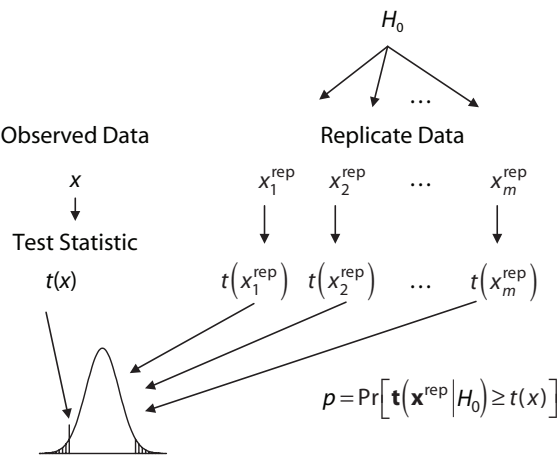 H₀
…
Observed Data Replicate Data
x x₁ʳᵉᵖ x₂ʳᵉᵖ … xₘʳᵉᵖ
Test Statistic
t(x) t(x₁ʳᵉᵖ) t(x₂ʳᵉᵖ) … t(xₘʳᵉᵖ)
p = Pr[t(xʳᵉᵖ|H₀) ≥ t(x)]